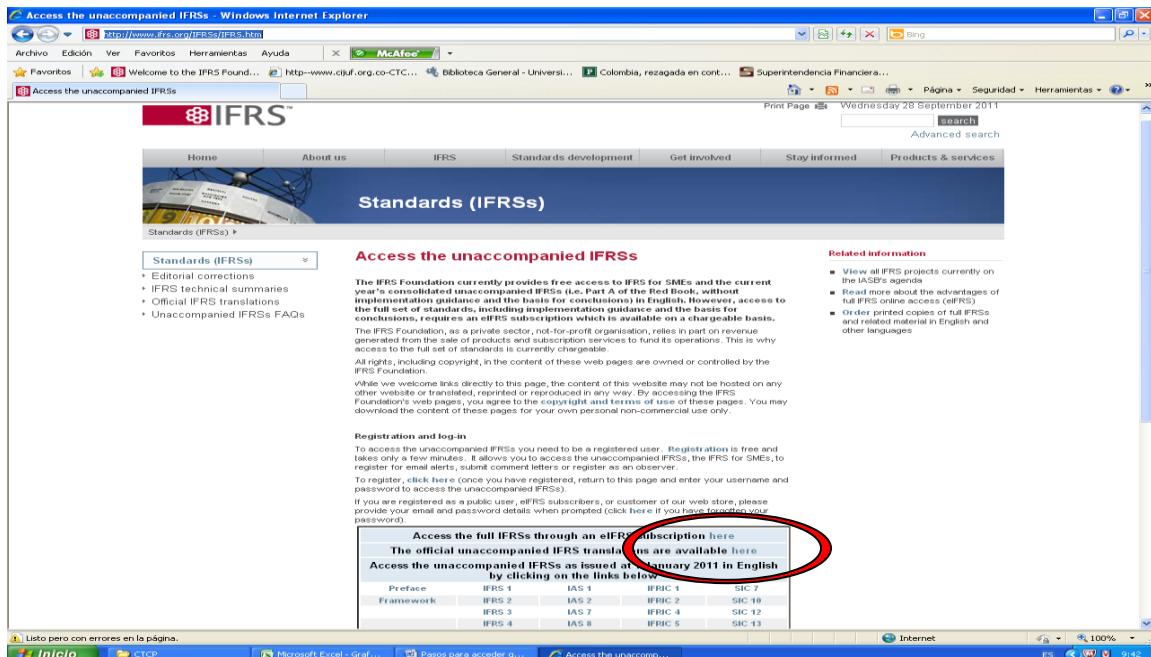 Access the unaccompanied IFRSs - Windows Internet Explorer
http://www.ifrs.org/IFRSs/IFRS.htm
Bing
Archivo Edición Ver Favoritos Herramientas Ayuda
McAfee
Favoritos
Welcome to the IFRS Found...
http--www.cijuf.org.co-CTC...
Biblioteca General - Universi...
Colombia, rezagada en cont...
Superintendencia Financiera...
Access the unaccompanied IFRSs
Página Seguridad Herramientas
IFRS™
Print Page
Wednesday 28 September 2011
search
Advanced search
Home About us IFRS Standards development Get involved Stay informed Products & services
Standards (IFRSs)
Standards (IFRSs)
Standards (IFRSs)
Editorial corrections
IFRS technical summaries
Official IFRS translations
Unaccompanied IFRSs FAQs
Access the unaccompanied IFRSs
The IFRS Foundation currently provides free access to IFRS for SMEs and the current
year's consolidated unaccompanied IFRSs (i.e. Part A of the Red Book, without
implementation guidance and the basis for conclusions) in English. However, access to
the full set of standards, including implementation guidance and the basis for
conclusions, requires an eIFRS subscription which is available on a chargeable basis.
The IFRS Foundation, as a private sector, not-for-profit organisation, relies in part on revenue
generated from the sale of products and subscription services to fund its operations. This is why
access to the full set of standards is currently chargeable.
All rights, including copyright, in the content of these web pages are owned or controlled by the
IFRS Foundation.
While we welcome links directly to this page, the content of this website may not be hosted on any
other website or translated, reprinted or reproduced in any way. By accessing the IFRS
Foundation's web pages, you agree to the copyright and terms of use of these pages. You may
download the content of these pages for your own personal non-commercial use only.
Registration and log-in
To access the unaccompanied IFRSs you need to be a registered user. Registration is free and
takes only a few minutes. It allows you to access the unaccompanied IFRSs, the IFRS for SMEs, to
register for email alerts, submit comment letters or register as an observer.
To register, click here (once you have registered, return to this page and enter your username and
password to access the unaccompanied IFRSs).
If you are registered as a public user, eIFRS subscribers, or customer of our web store, please
provide your email and password details when prompted (click here if you have forgotten your
password).
Access the full IFRSs through an eIFRS subscription here
The official unaccompanied IFRS translations are available here
Access the unaccompanied IFRSs as issued at 1 January 2011 in English
by clicking on the links below
Preface IFRS 1 IAS 1 IFRIC 1 SIC 7
Framework IFRS 2 IAS 2 IFRIC 2 SIC 10
IFRS 3 IAS 7 IFRIC 4 SIC 12
IFRS 4 IAS 8 IFRIC 5 SIC 13
Related information
View all IFRS projects currently on
the IASB's agenda
Read more about the advantages of
full IFRS online access (eIFRS)
Order printed copies of full IFRSs
and related material in English and
other languages
Listo pero con errores en la página.
Internet
100%
Inicio
CTCP
Microsoft Excel - Graf...
Pasos para acceder a...
Access the unaccomp...
ES
9:42